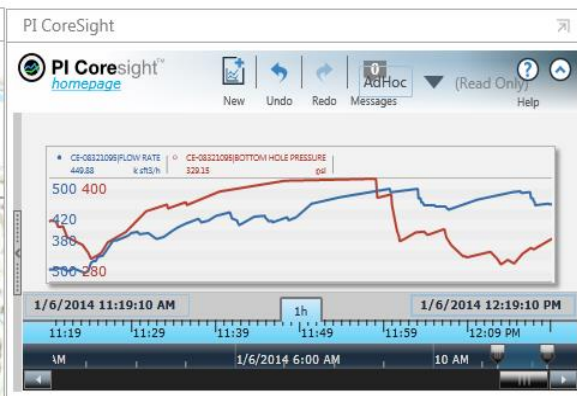 PI CoreSight
PI Coresight™
homepage
New
Undo
Redo
0
Messages
AdHoc
(Read Only)
Help
CE-08321095|FLOW RATE
449.88 k sft3/h
CE-08321095|BOTTOM HOLE PRESSURE
329.15 psi
500 400
420
380
280
1/6/2014 11:19:10 AM
1h
1/6/2014 12:19:10 PM
11:19 11:29 11:39 11:49 11:59 12:09 PM
1/6/2014 6:00 AM 10 AM